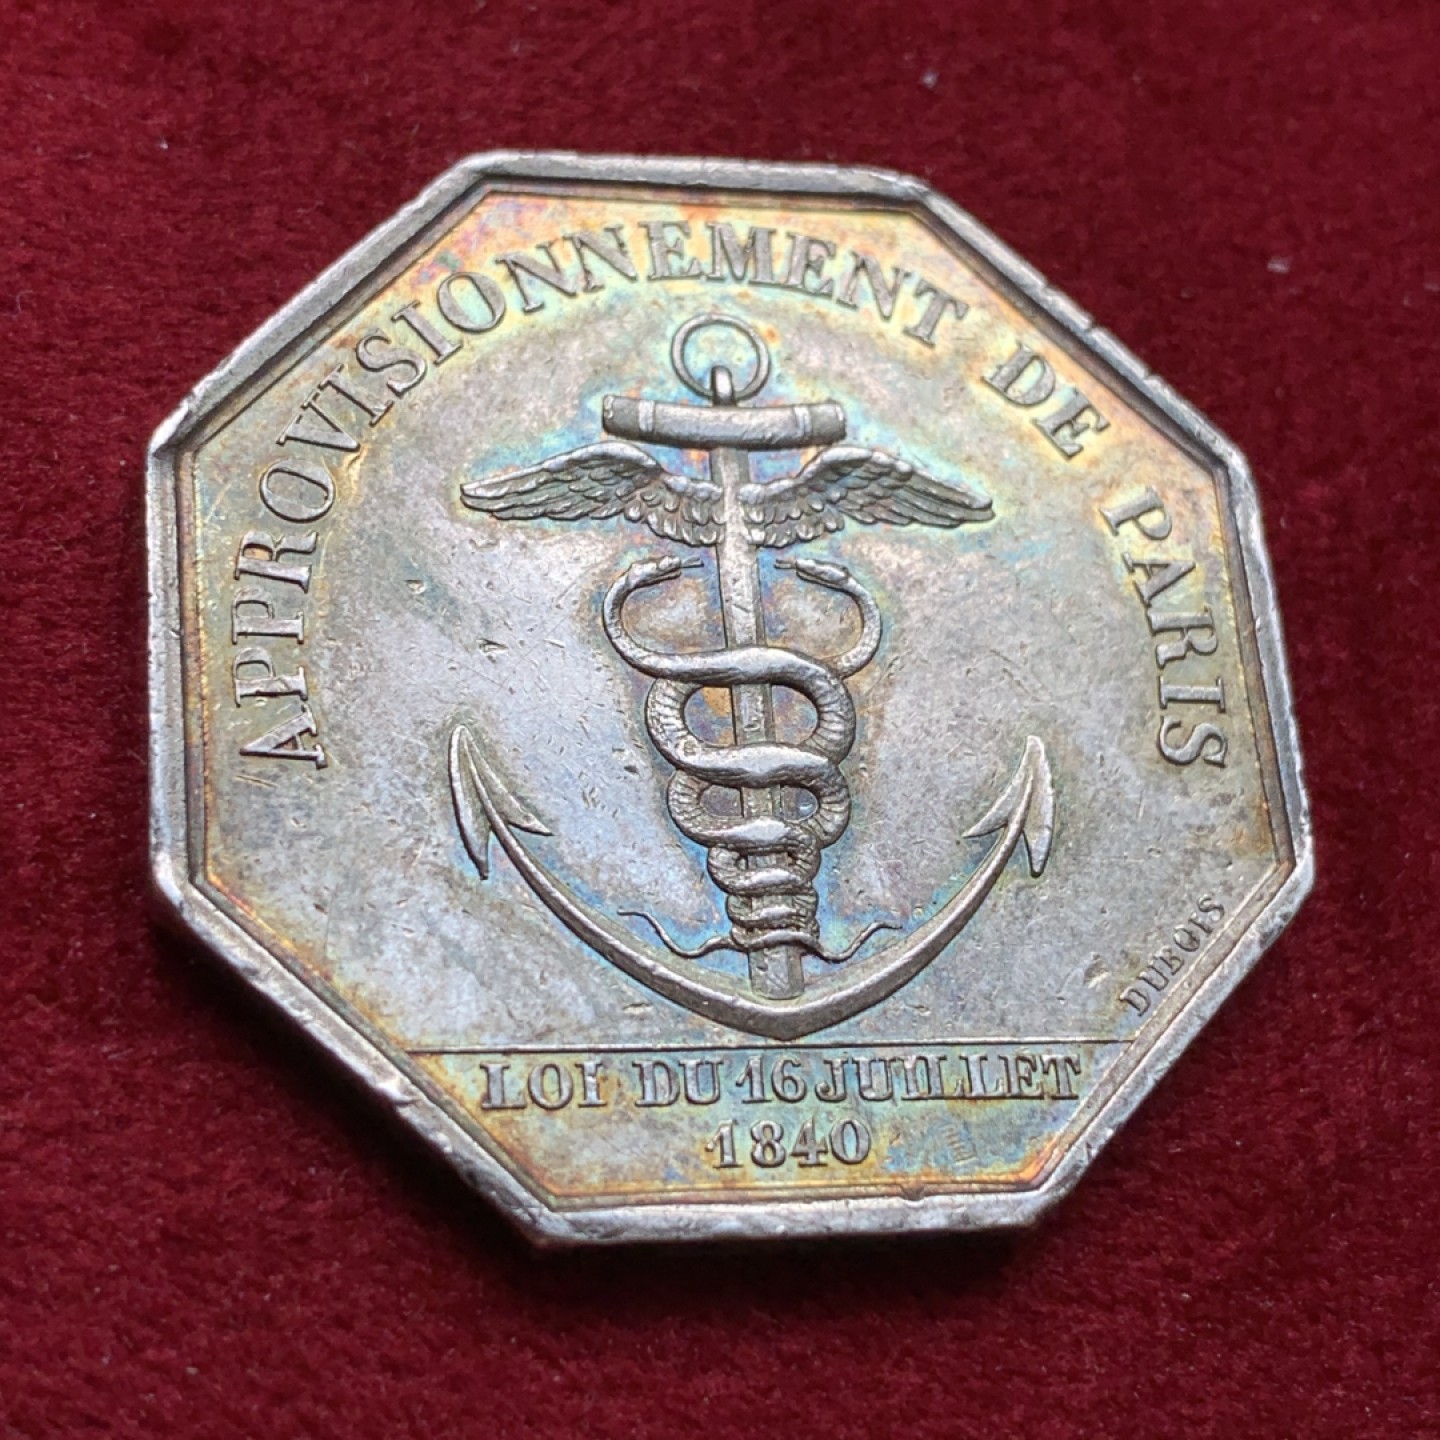 APPROVISIONNEMENT DE PARIS
DUBOIS
LOI DU 16 JUILLET
1840